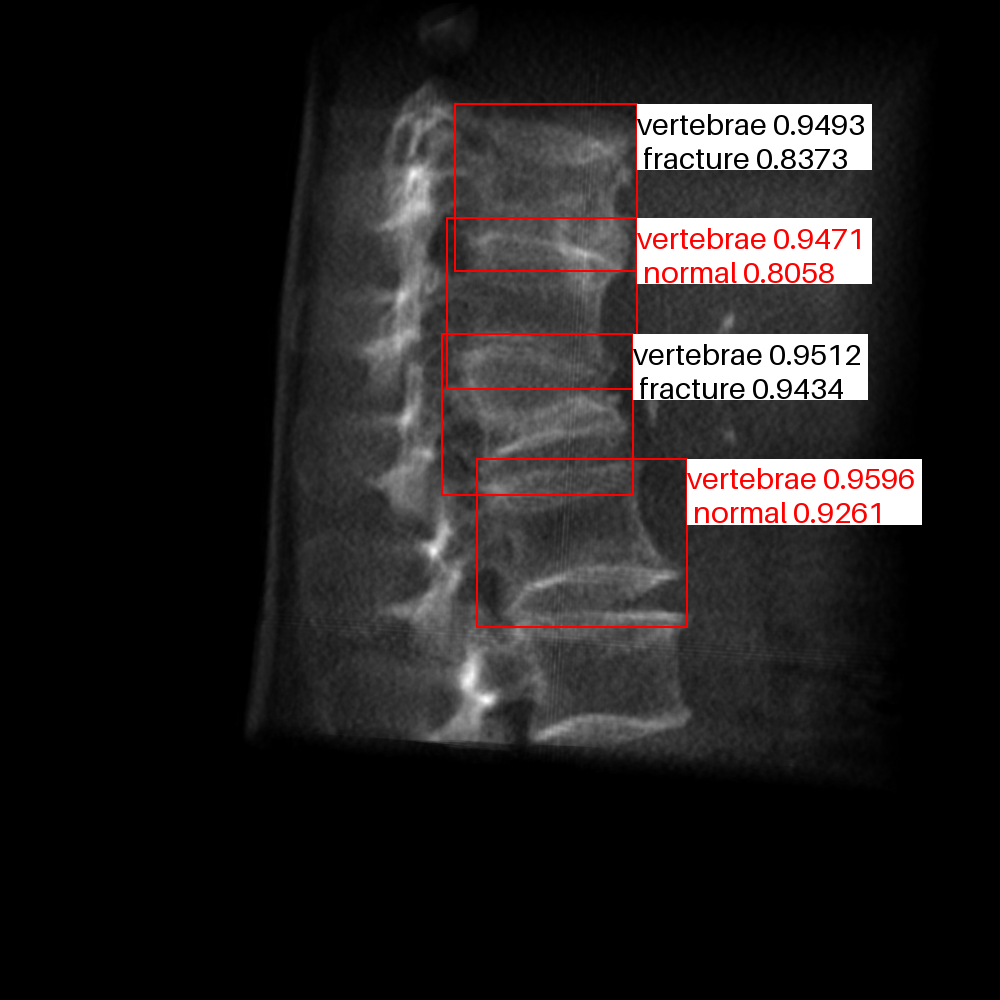 vertebrae 0.9493
fracture 0.8373
vertebrae 0.9471
normal 0.8058
vertebrae 0.9512
fracture 0.9434
vertebrae 0.9596
normal 0.9261